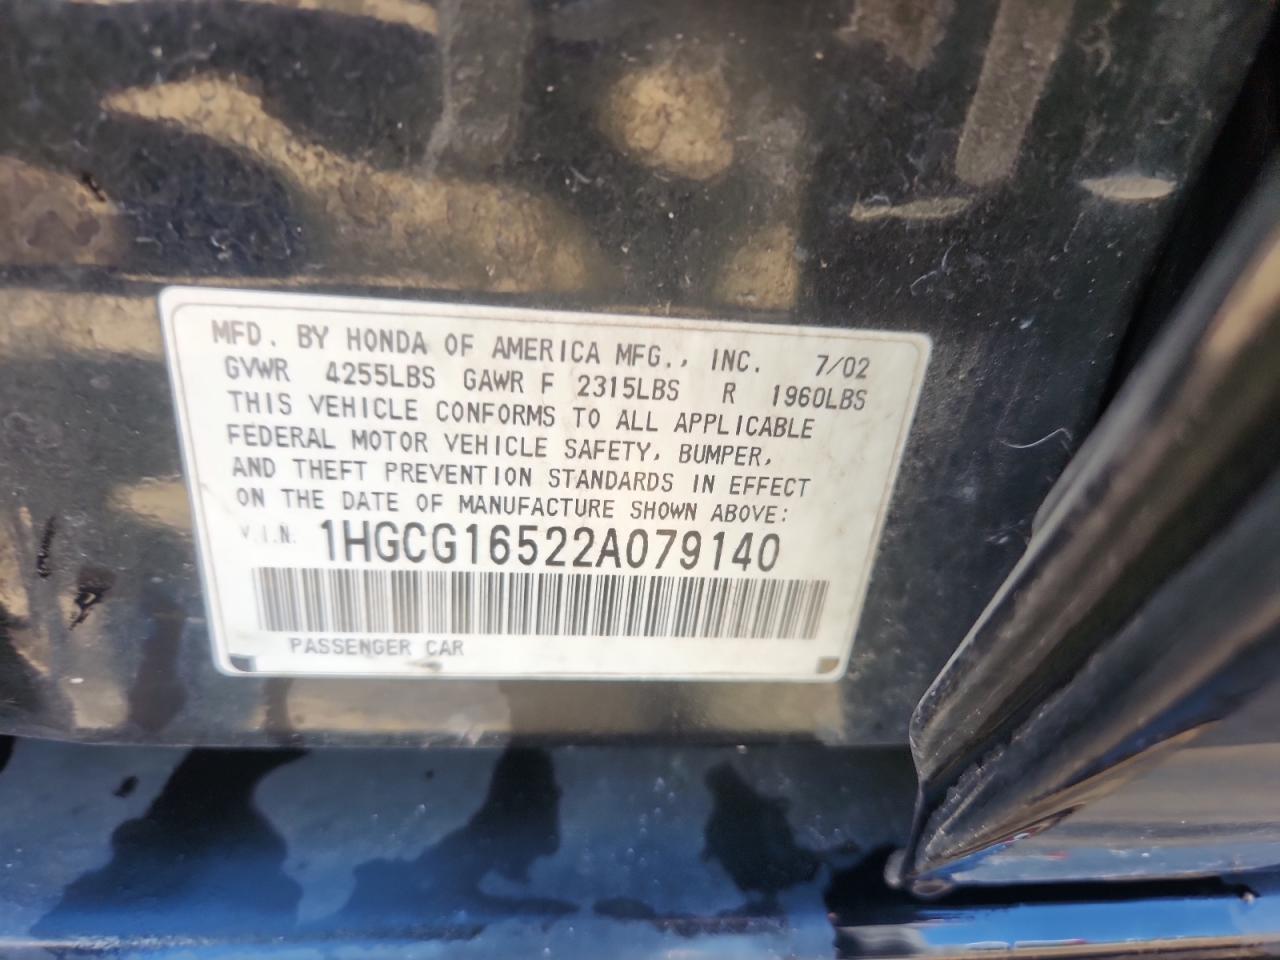 MFD. BY HONDA OF AMERICA MFG., INC. 7/02
GVWR 4255LBS GAWR F 2315LBS R 1960LBS
THIS VEHICLE CONFORMS TO ALL APPLICABLE
FEDERAL MOTOR VEHICLE SAFETY, BUMPER,
AND THEFT PREVENTION STANDARDS IN EFFECT
ON THE DATE OF MANUFACTURE SHOWN ABOVE:
V.I.N. 1HGCG16522A079140
PASSENGER CAR